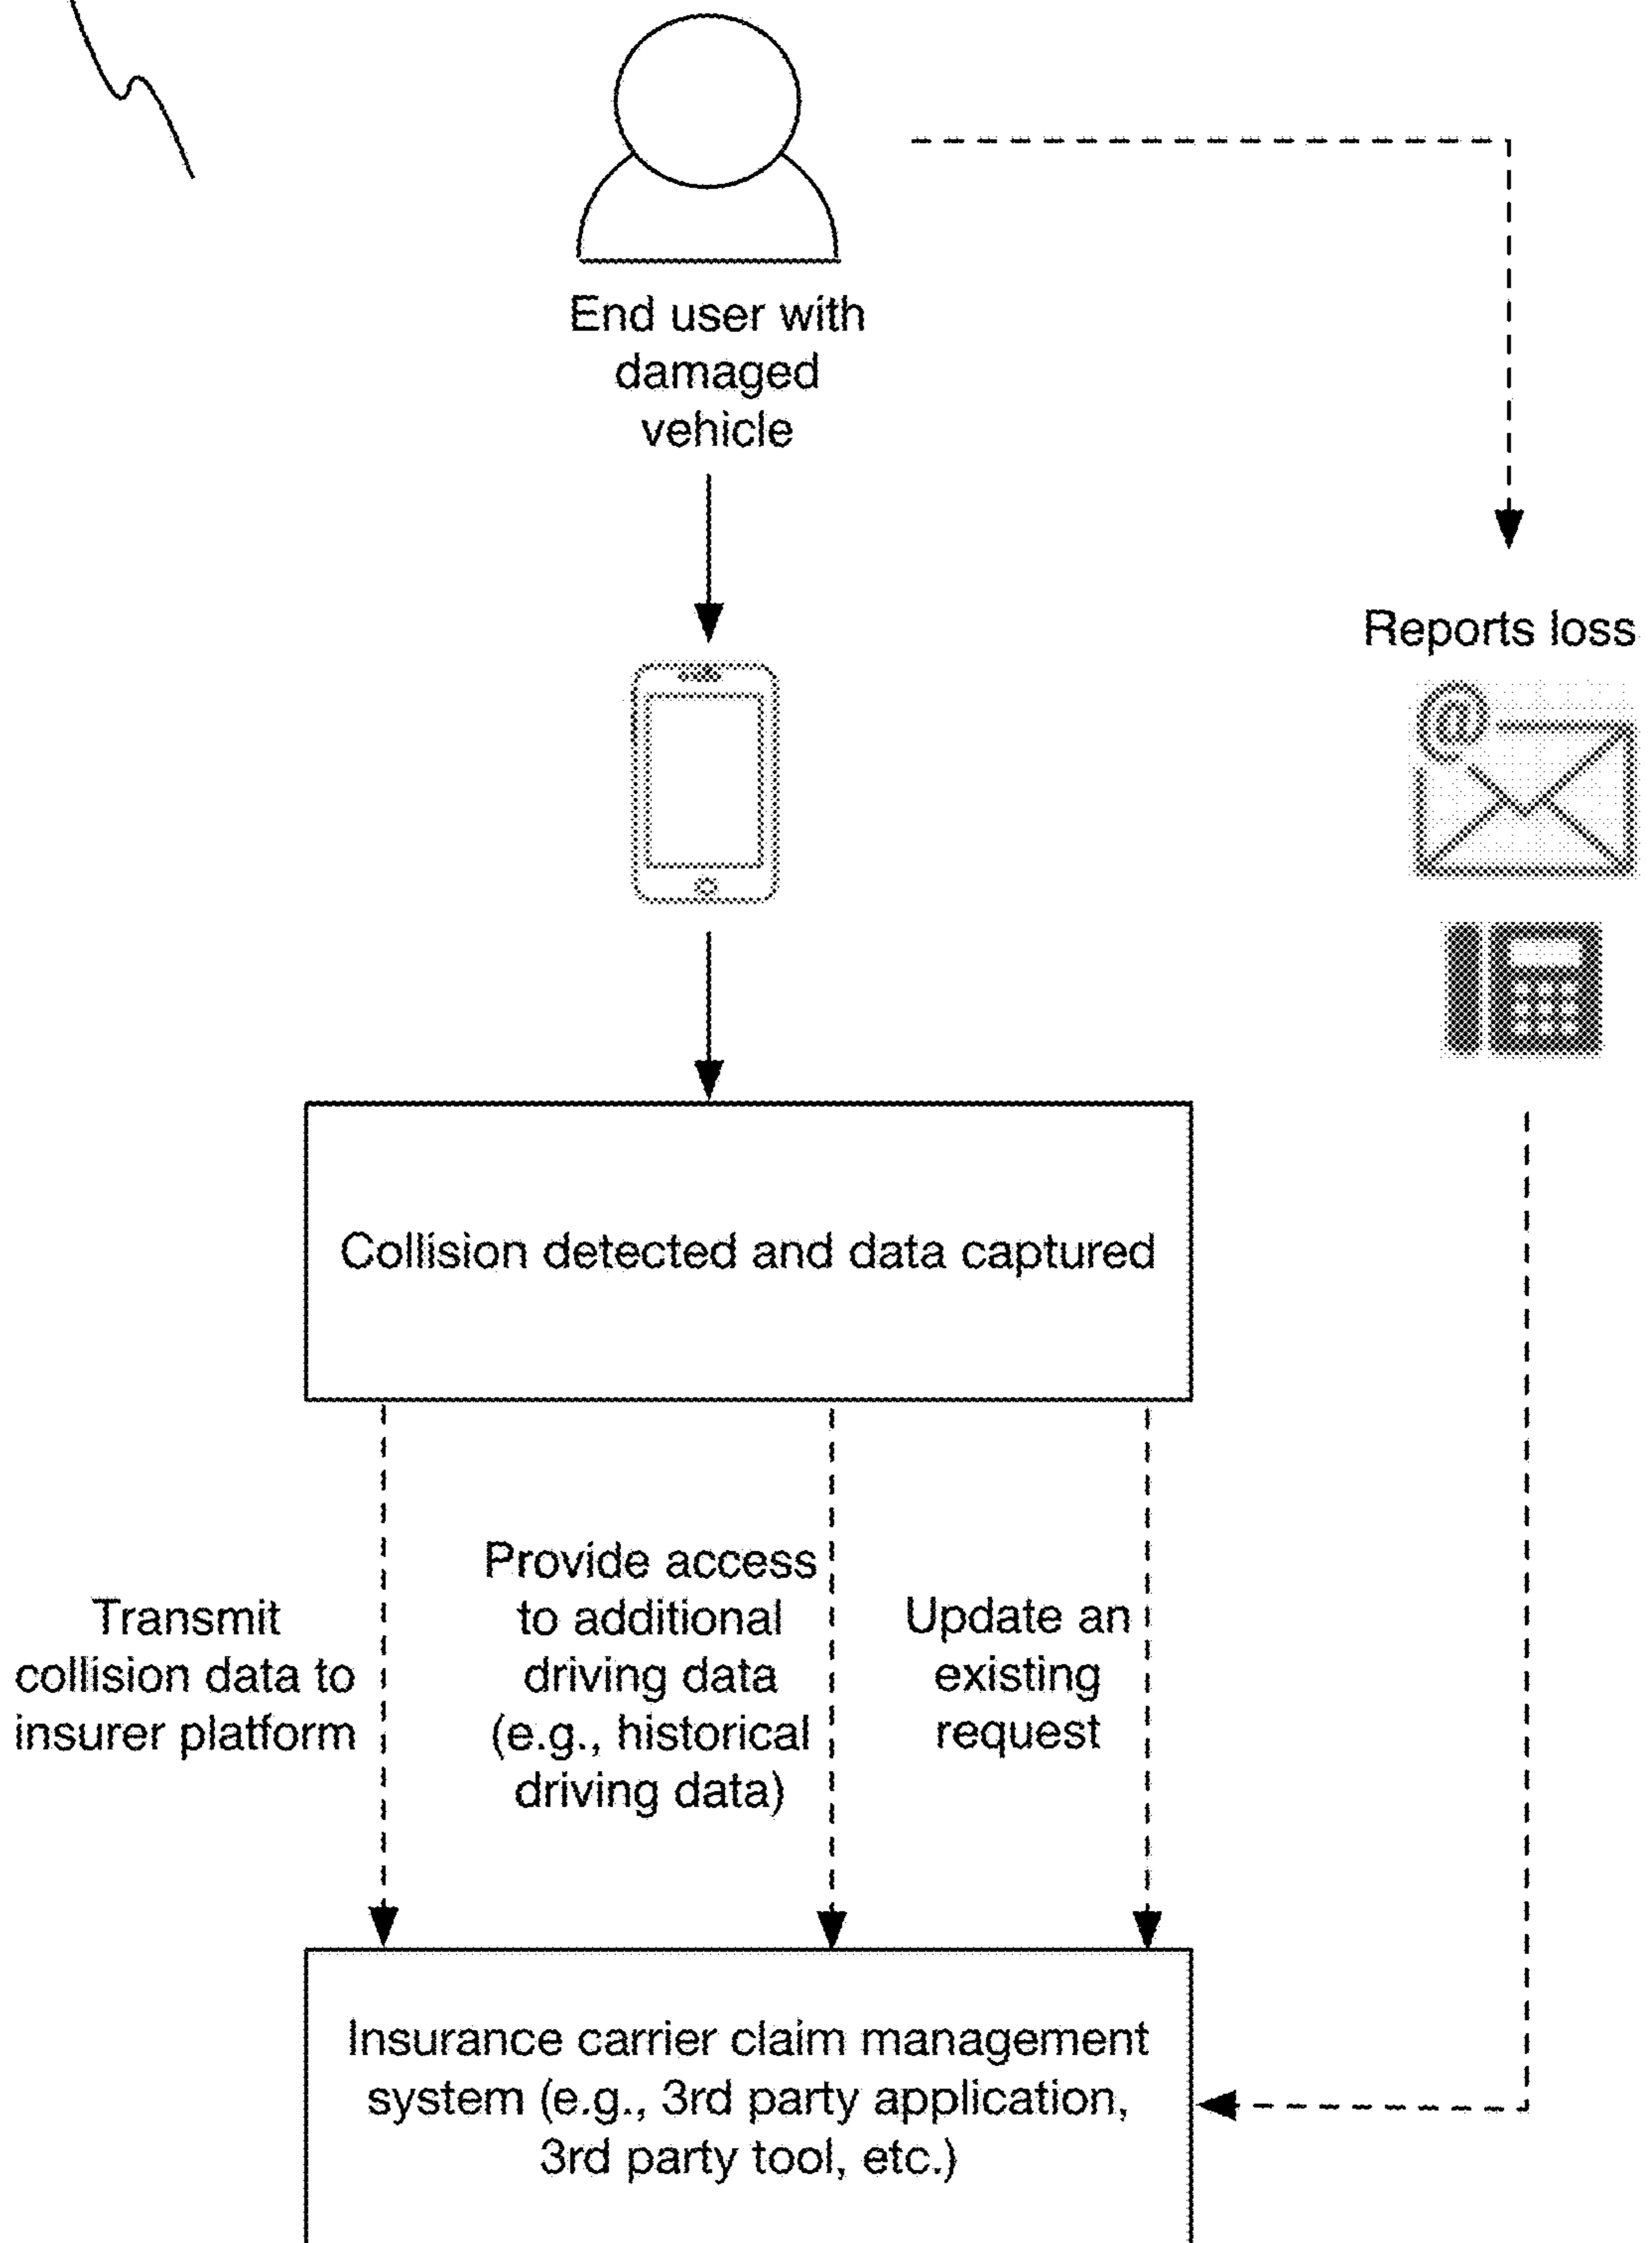 End user with
damaged
vehicle
Reports loss
@
Collision detected and data captured
Transmit
collision data to
insurer platform
Provide access
to additional
driving data
(e.g., historical
driving data)
Update an
existing
request
Insurance carrier claim management
system (e.g., 3rd party application,
3rd party tool, etc.)